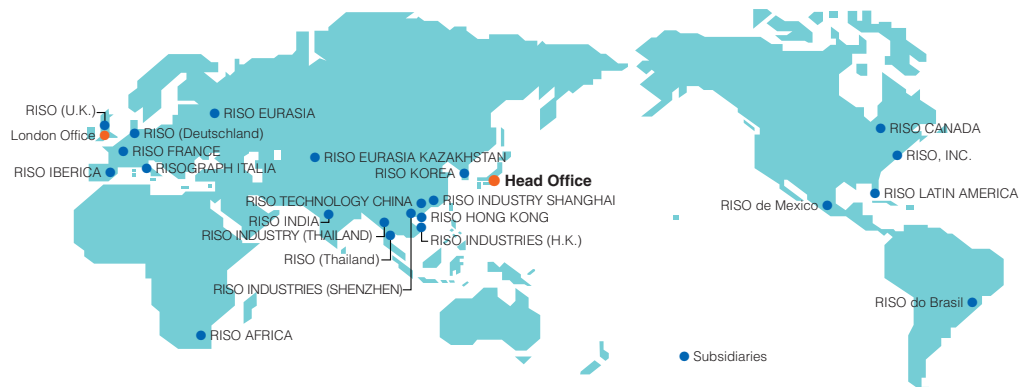 RISO (U.K.)
London Office
RISO EURASIA
RISO (Deutschland)
RISO FRANCE
RISO IBERICA
RISOGRAPH ITALIA
RISO EURASIA KAZAKHSTAN
RISO KOREA
Head Office
RISO TECHNOLOGY CHINA
RISO INDUSTRY SHANGHAI
RISO INDIA
RISO HONG KONG
RISO INDUSTRY (THAILAND)
RISO INDUSTRIES (H.K.)
RISO (Thailand)
RISO INDUSTRIES (SHENZHEN)
RISO AFRICA
RISO CANADA
RISO, INC.
RISO LATIN AMERICA
RISO de Mexico
RISO do Brasil
Subsidiaries